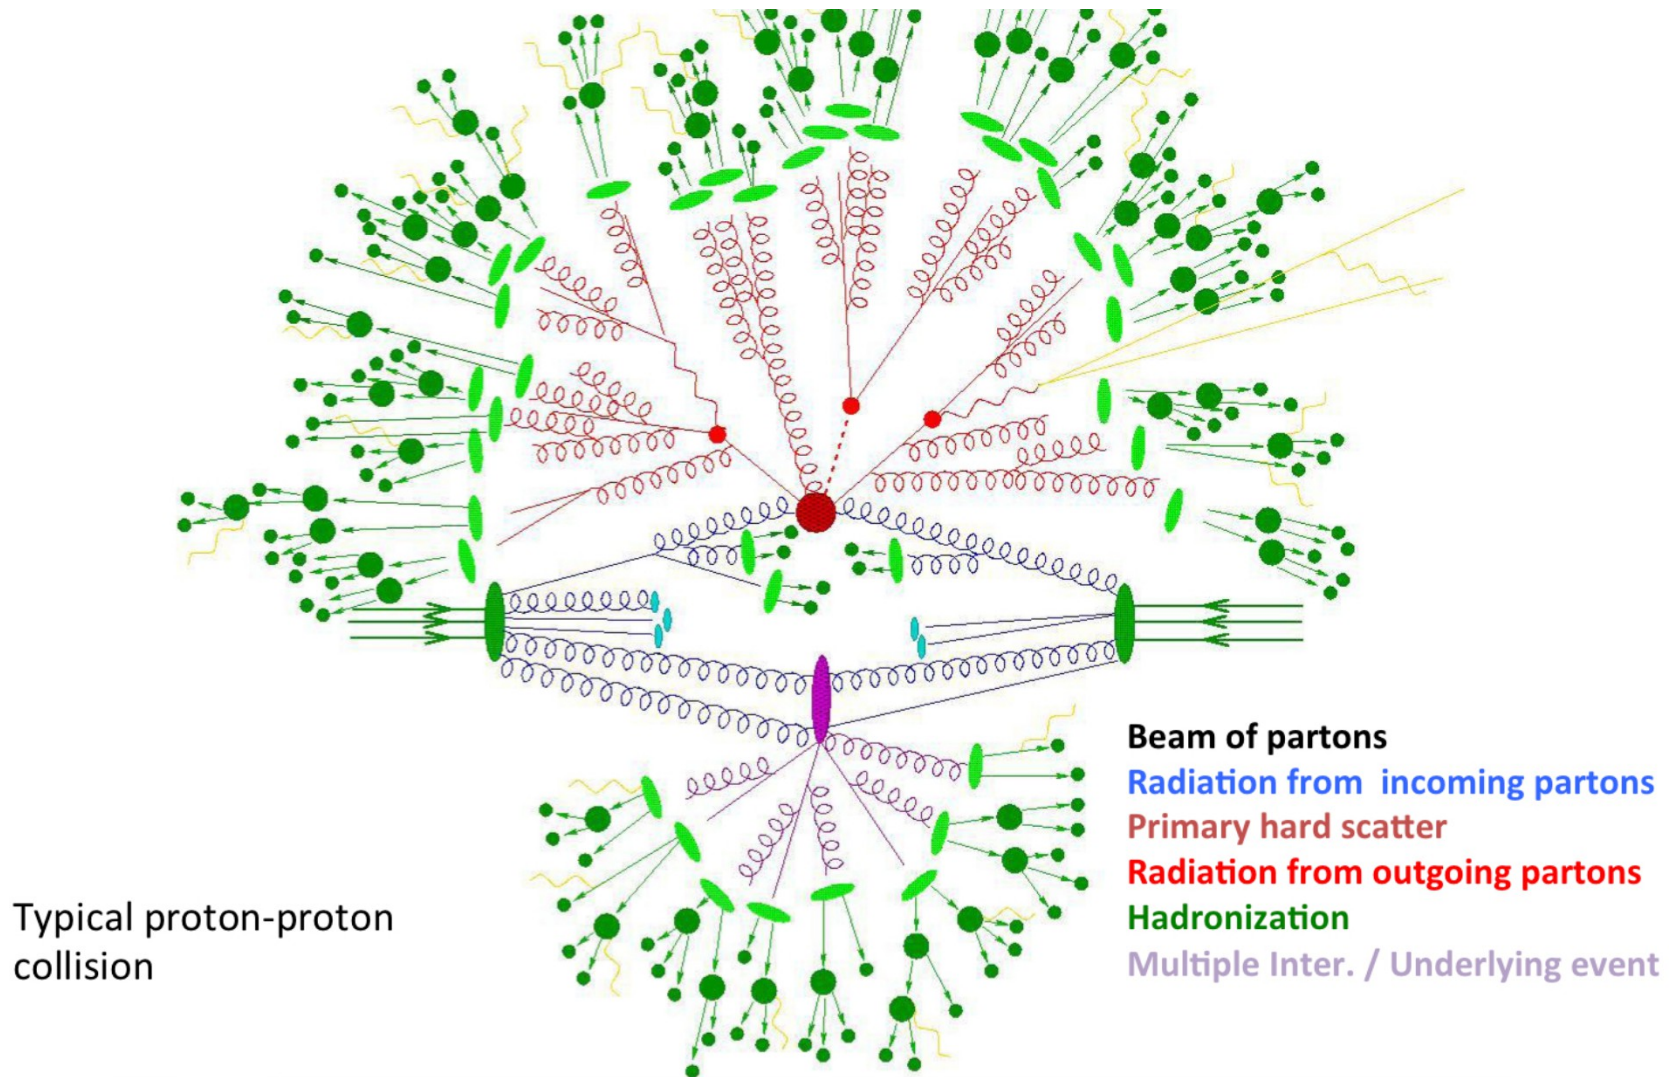 Beam of partons
Radiation from  incoming partons
Primary hard scatter
Radiation from outgoing partons
Hadronization
Multiple Inter. / Underlying event
Typical proton-proton
collision